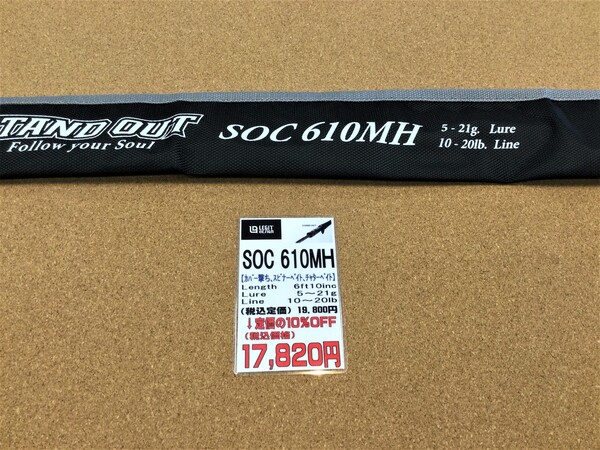 TAND OUT
Follow your Soul
SOC 610MH
5 - 21g. Lure
10 - 20lb. Line
LEGIT
DESIGN
SOC 610MH
【カバー撃ち、スピナーベイト、チャターベイト】
Length 6ft10inc
Lure 5～21g
Line 10～20lb
(税込定価) 19,800円
↓定価の10%OFF
(税込価格)
17,820円